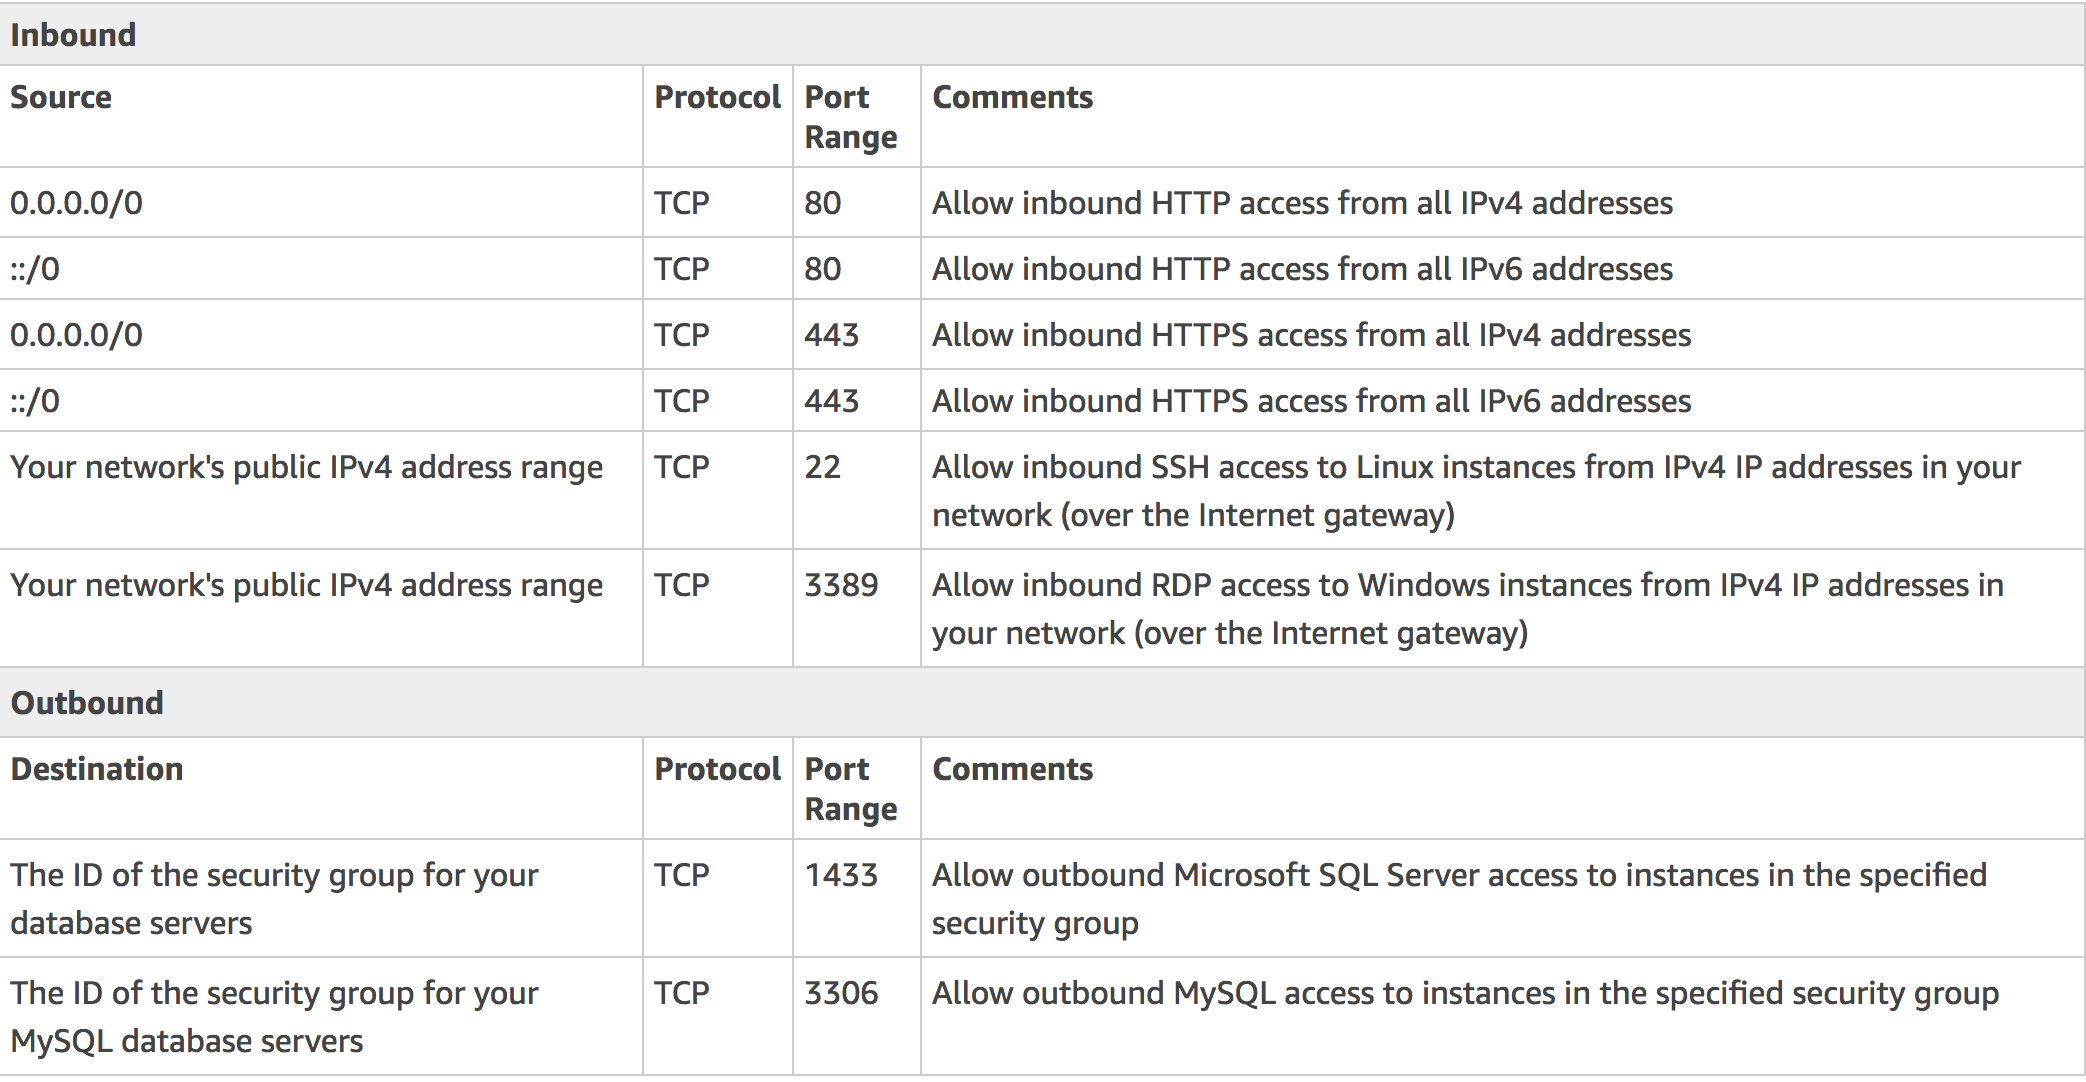 Inbound
Source Protocol Port Range Comments
0.0.0.0/0 TCP 80 Allow inbound HTTP access from all IPv4 addresses
::/0 TCP 80 Allow inbound HTTP access from all IPv6 addresses
0.0.0.0/0 TCP 443 Allow inbound HTTPS access from all IPv4 addresses
::/0 TCP 443 Allow inbound HTTPS access from all IPv6 addresses
Your network's public IPv4 address range TCP 22 Allow inbound SSH access to Linux instances from IPv4 IP addresses in your
network (over the Internet gateway)
Your network's public IPv4 address range TCP 3389 Allow inbound RDP access to Windows instances from IPv4 IP addresses in
your network (over the Internet gateway)
Outbound
Destination Protocol Port Range Comments
The ID of the security group for your
database servers TCP 1433 Allow outbound Microsoft SQL Server access to instances in the specified
security group
The ID of the security group for your
MySQL database servers TCP 3306 Allow outbound MySQL access to instances in the specified security group